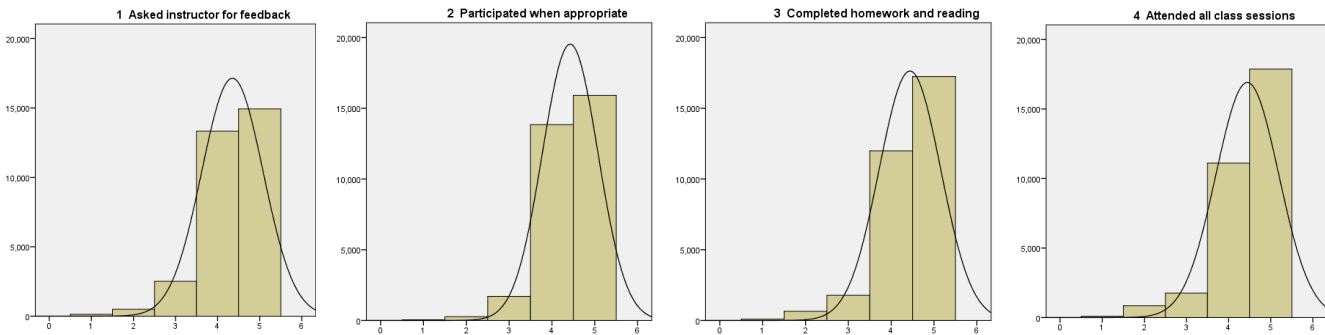 1 Asked instructor for feedback
20,000
15,000
10,000
5,000
0
0 1 2 3 4 5 6
2 Participated when appropriate
20,000
15,000
10,000
5,000
0
0 1 2 3 4 5 6
3 Completed homework and reading
20,000
15,000
10,000
5,000
0
0 1 2 3 4 5 6
4 Attended all class sessions
20,000
15,000
10,000
5,000
0
0 1 2 3 4 5 6